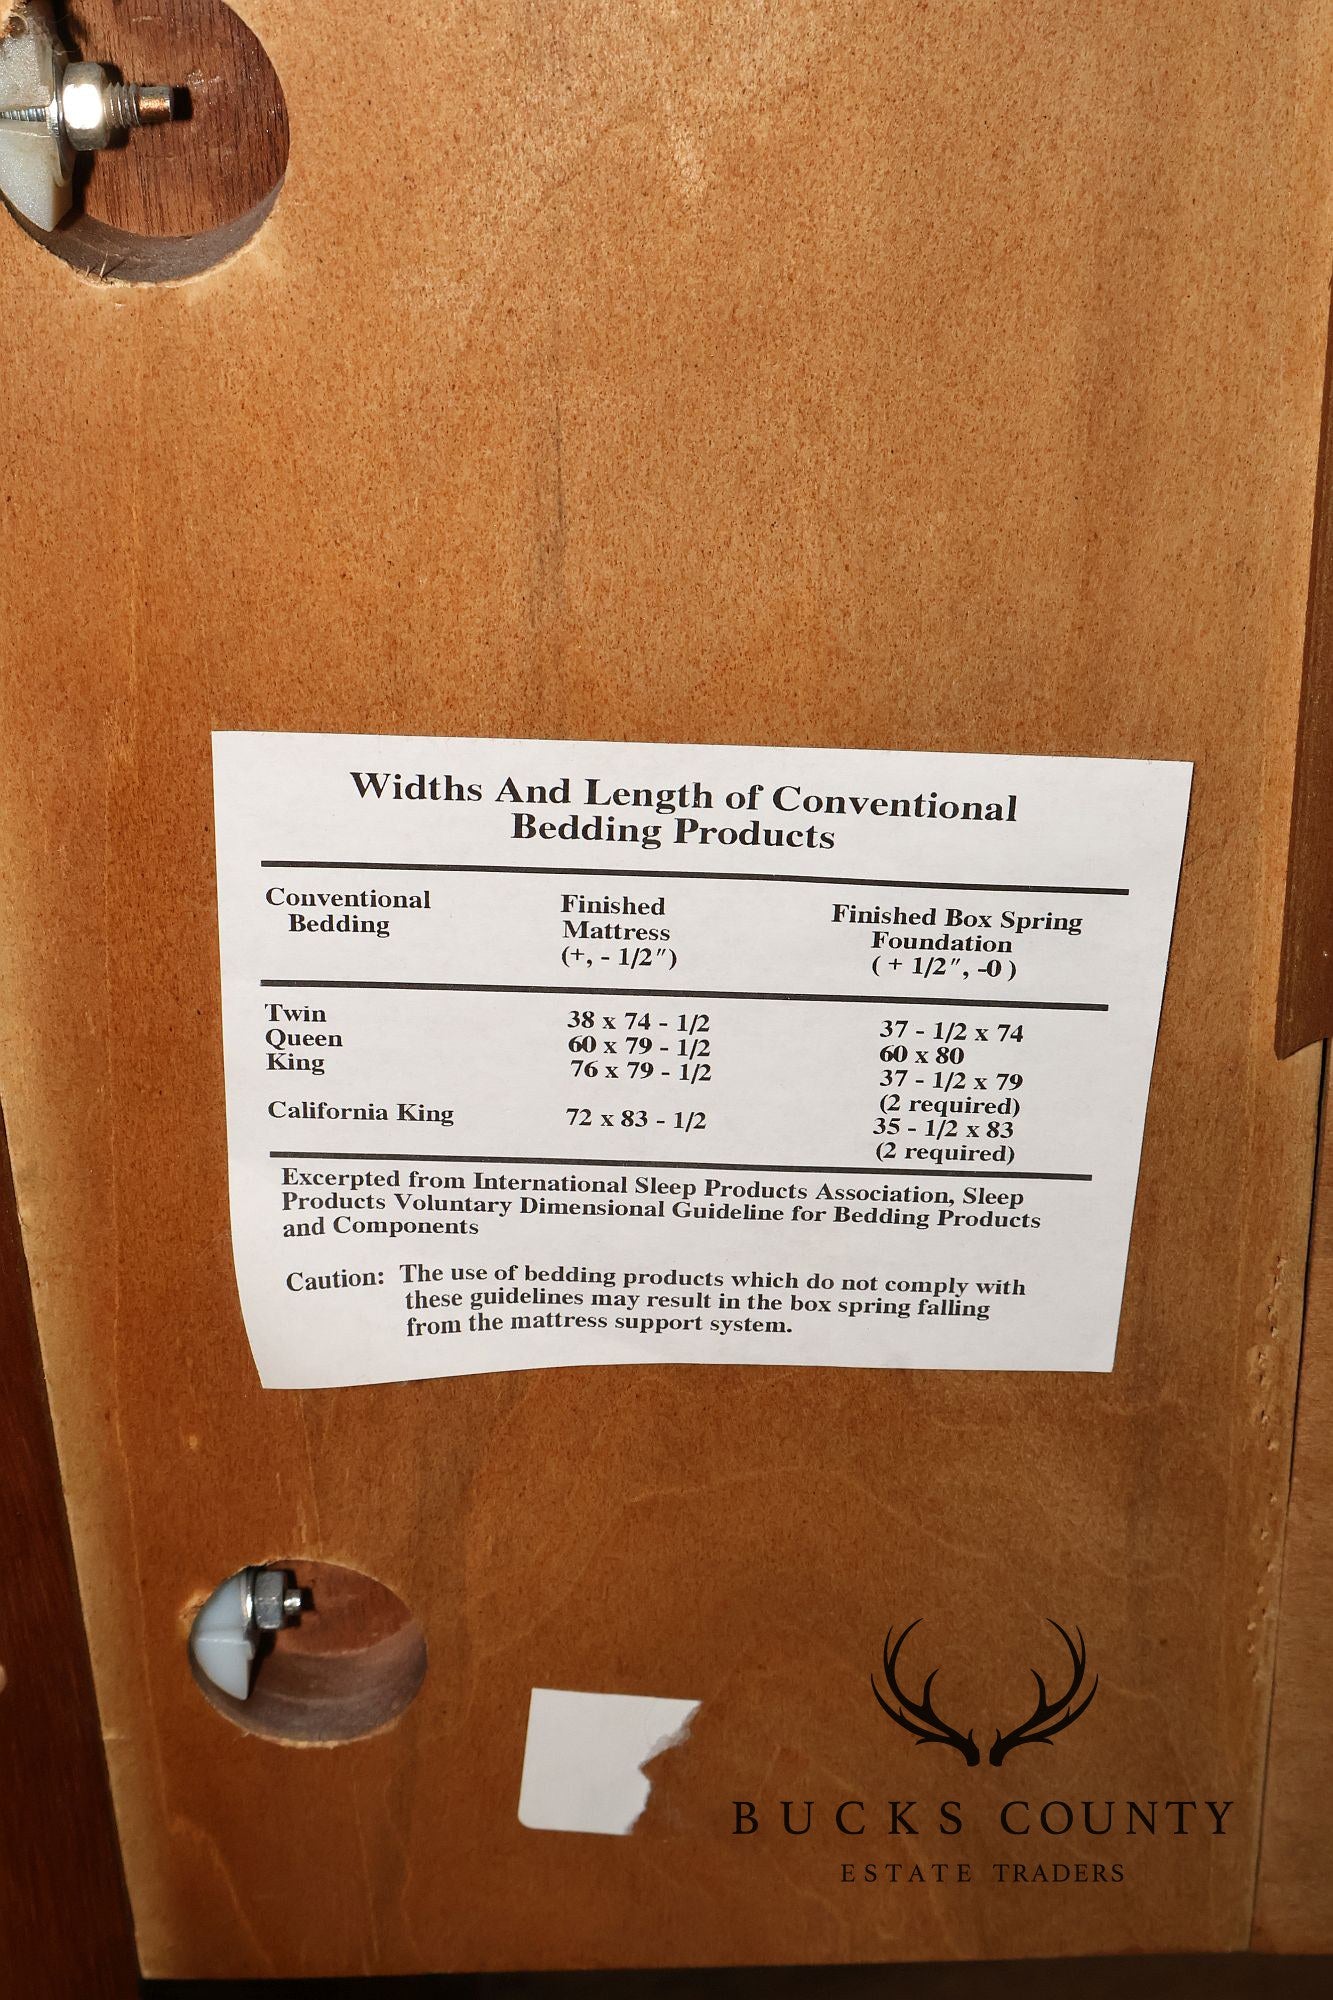 Widths And Length of Conventional
Bedding Products
Conventional Bedding   Finished Mattress (+, - 1/2")   Finished Box Spring Foundation ( + 1/2", -0 )
Twin   38 x 74 - 1/2   37 - 1/2 x 74
Queen   60 x 79 - 1/2   60 x 80
King   76 x 79 - 1/2   37 - 1/2 x 79
(2 required)
California King   72 x 83 - 1/2   35 - 1/2 x 83
(2 required)
Excerpted from International Sleep Products Association, Sleep
Products Voluntary Dimensional Guideline for Bedding Products
and Components
Caution: The use of bedding products which do not comply with
these guidelines may result in the box spring falling
from the mattress support system.
BUCKS COUNTY
ESTATE TRADERS